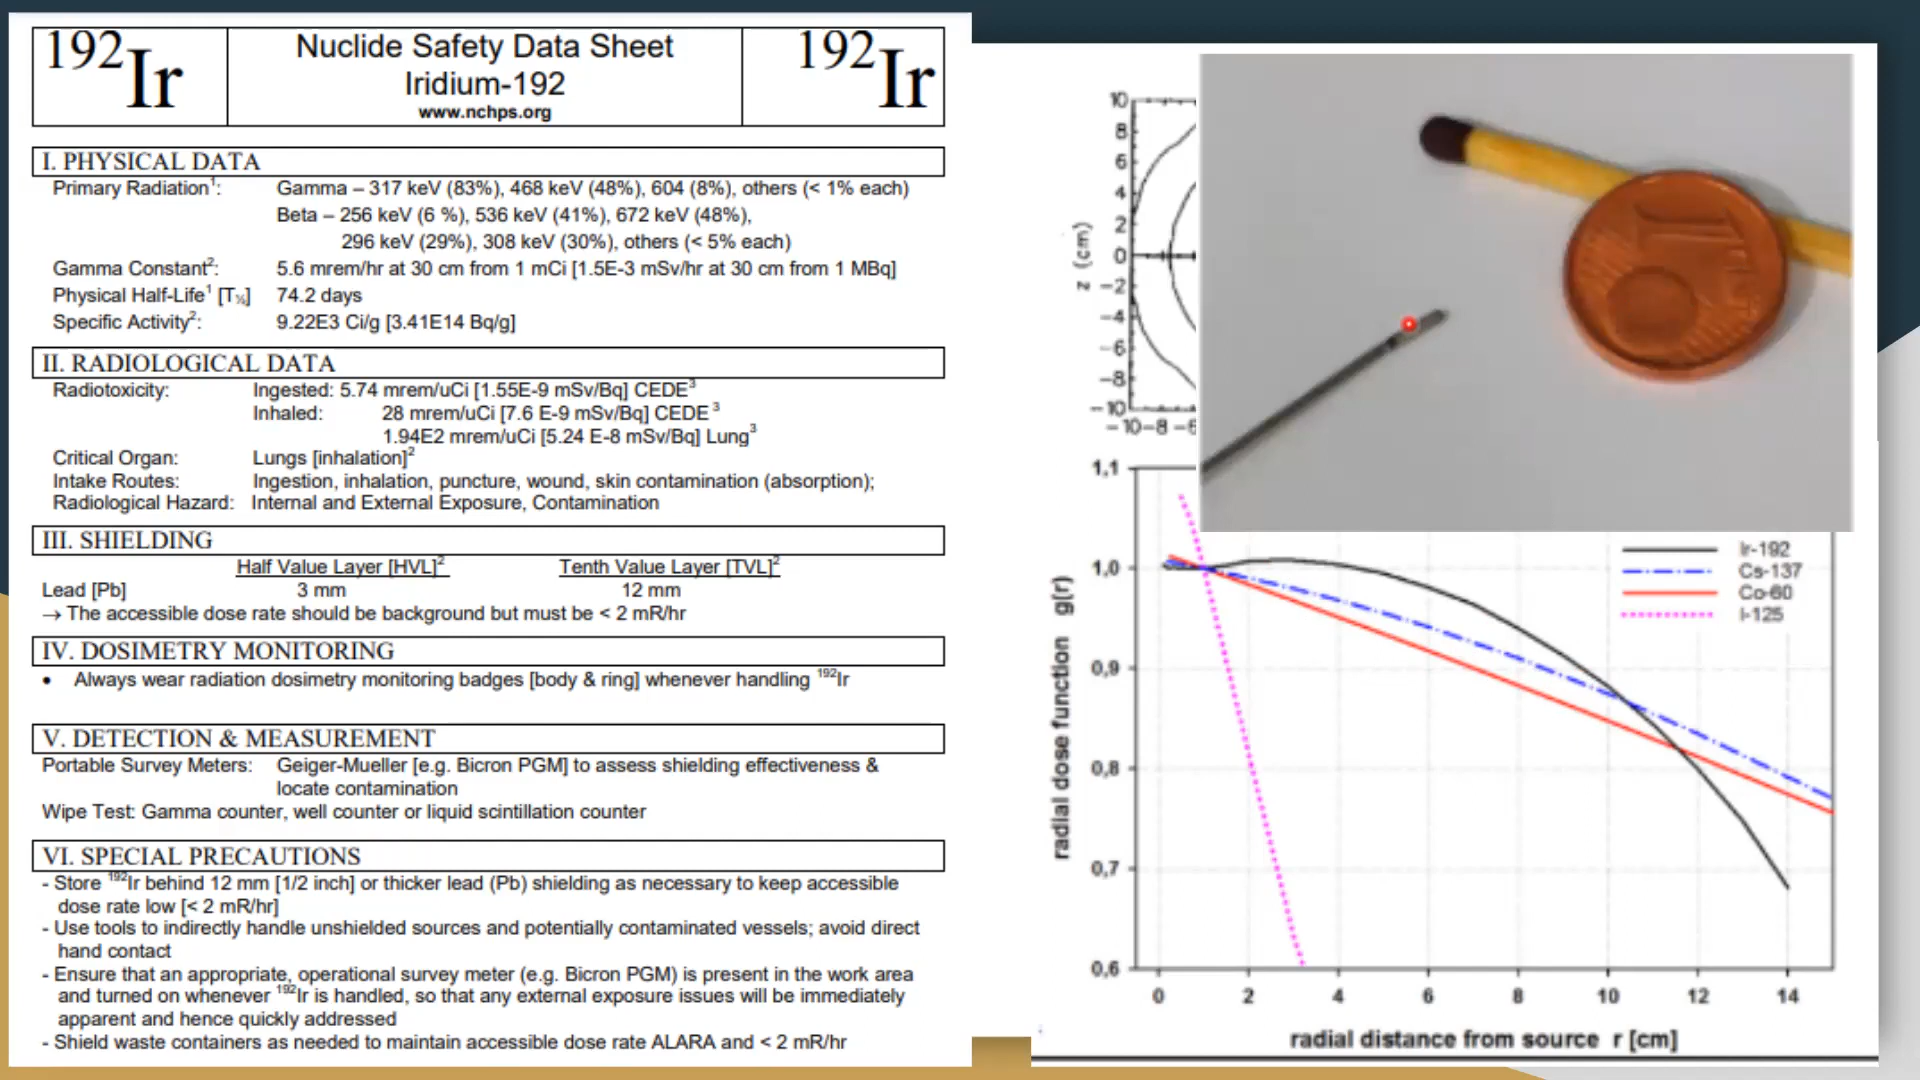 192Ir
Nuclide Safety Data Sheet
Iridium-192
www.nchps.org
192Ir
I. PHYSICAL DATA
Primary Radiation1: Gamma – 317 keV (83%), 468 keV (48%), 604 (8%), others (< 1% each)
Beta – 256 keV (6 %), 536 keV (41%), 672 keV (48%),
296 keV (29%), 308 keV (30%), others (< 5% each)
Gamma Constant2: 5.6 mrem/hr at 30 cm from 1 mCi [1.5E-3 mSv/hr at 30 cm from 1 MBq]
Physical Half-Life1 [T½] 74.2 days
Specific Activity2: 9.22E3 Ci/g [3.41E14 Bq/g]
II. RADIOLOGICAL DATA
Radiotoxicity: Ingested: 5.74 mrem/uCi [1.55E-9 mSv/Bq] CEDE3
Inhaled: 28 mrem/uCi [7.6 E-9 mSv/Bq] CEDE 3
1.94E2 mrem/uCi [5.24 E-8 mSv/Bq] Lung3
Critical Organ: Lungs [inhalation]2
Intake Routes: Ingestion, inhalation, puncture, wound, skin contamination (absorption);
Radiological Hazard: Internal and External Exposure, Contamination
III. SHIELDING
Half Value Layer [HVL]2 Tenth Value Layer [TVL]2
Lead [Pb] 3 mm 12 mm
→ The accessible dose rate should be background but must be < 2 mR/hr
IV. DOSIMETRY MONITORING
• Always wear radiation dosimetry monitoring badges [body & ring] whenever handling 192Ir
V. DETECTION & MEASUREMENT
Portable Survey Meters: Geiger-Mueller [e.g. Bicron PGM] to assess shielding effectiveness &
locate contamination
Wipe Test: Gamma counter, well counter or liquid scintillation counter
VI. SPECIAL PRECAUTIONS
- Store 192Ir behind 12 mm [1/2 inch] or thicker lead (Pb) shielding as necessary to keep accessible
dose rate low [< 2 mR/hr]
- Use tools to indirectly handle unshielded sources and potentially contaminated vessels; avoid direct
hand contact
- Ensure that an appropriate, operational survey meter (e.g. Bicron PGM) is present in the work area
and turned on whenever 192Ir is handled, so that any external exposure issues will be immediately
apparent and hence quickly addressed
- Shield waste containers as needed to maintain accessible dose rate ALARA and < 2 mR/hr
10
8
6
4
2
0
-2
-4
-6
-8
-10
z (cm)
-10 -8 -6
1,1
1,0
0,9
0,8
0,7
0,6
radial dose function g(r)
Ir-192
Cs-137
Co-60
I-125
0 2 4 6 8 10 12 14
radial distance from source r [cm]